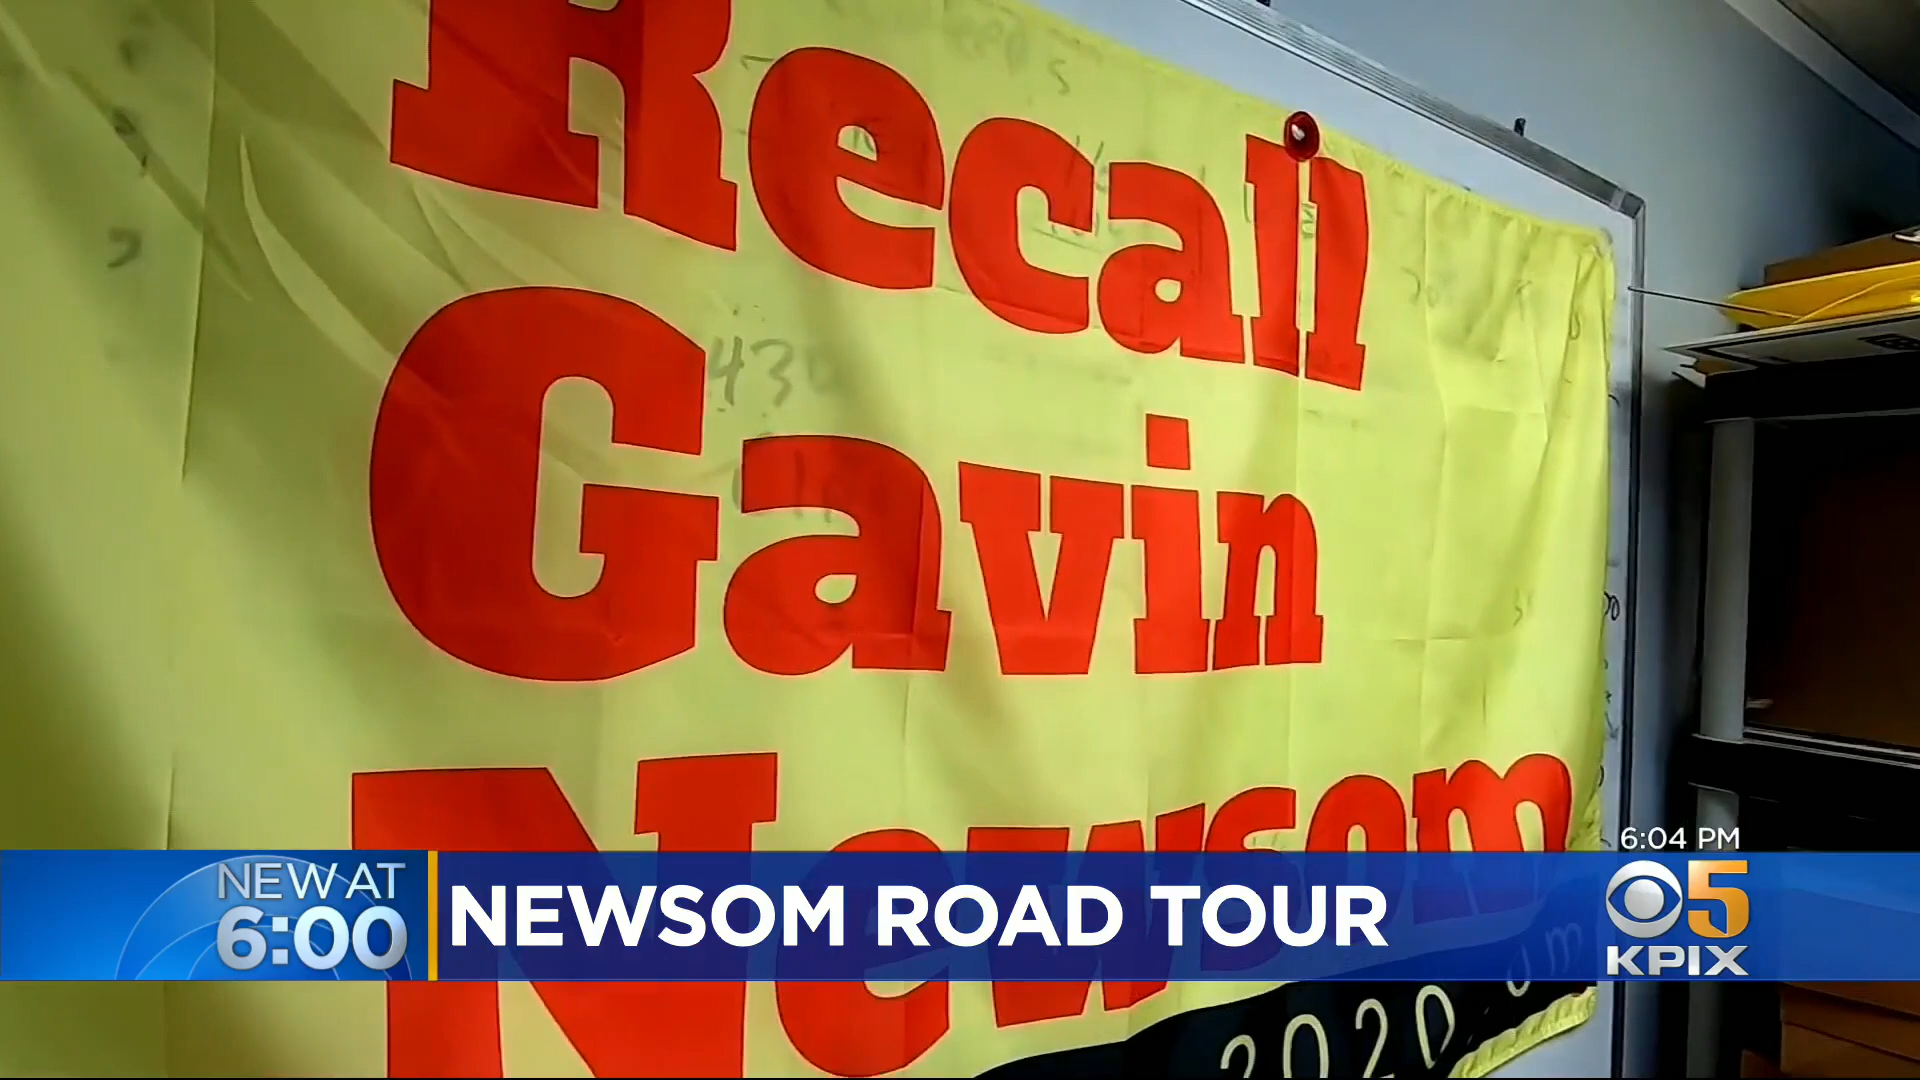 Recall
Gavin
Newsom
2020
6:04 PM
NEW AT
6:00
NEWSOM ROAD TOUR
5
KPIX